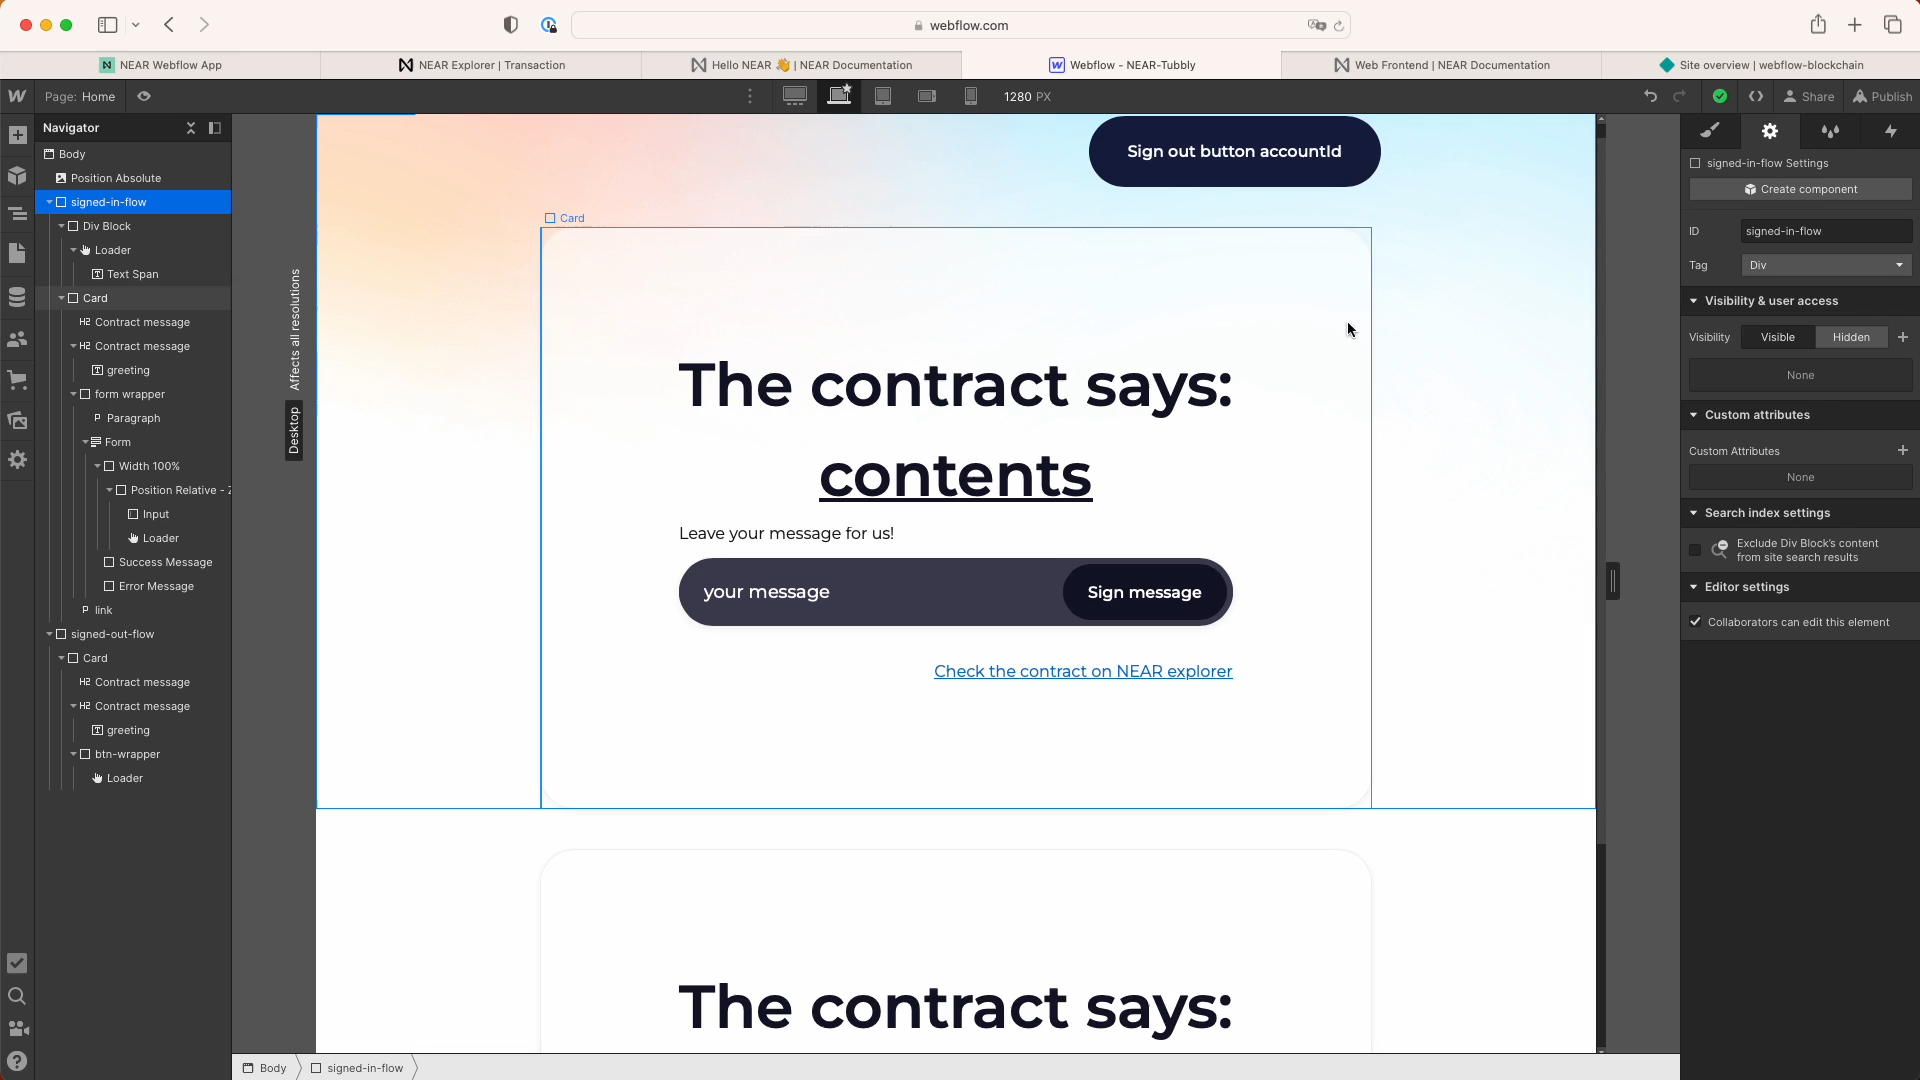 webflow.com
NEAR Webflow App
NEAR Explorer | Transaction
Hello NEAR 👋 | NEAR Documentation
Webflow - NEAR-Tubbly
Web Frontend | NEAR Documentation
Site overview | webflow-blockchain
Page: Home
1280 PX
Share
Publish
Navigator
Body
Position Absolute
signed-in-flow
Div Block
Loader
Text Span
Card
H2 Contract message
H2 Contract message
greeting
form wrapper
P Paragraph
Form
Width 100%
Position Relative - Z
Input
Loader
Success Message
Error Message
P link
signed-out-flow
Card
H2 Contract message
H2 Contract message
greeting
btn-wrapper
Loader
Affects all resolutions
Desktop
Sign out button accountId
Card
The contract says:
contents
Leave your message for us!
your message
Sign message
Check the contract on NEAR explorer
The contract says:
signed-in-flow Settings
Create component
ID
signed-in-flow
Tag
Div
Visibility & user access
Visibility
Visible
Hidden
None
Custom attributes
Custom Attributes
None
Search index settings
Exclude Div Block's content
from site search results
Editor settings
Collaborators can edit this element
Body
signed-in-flow